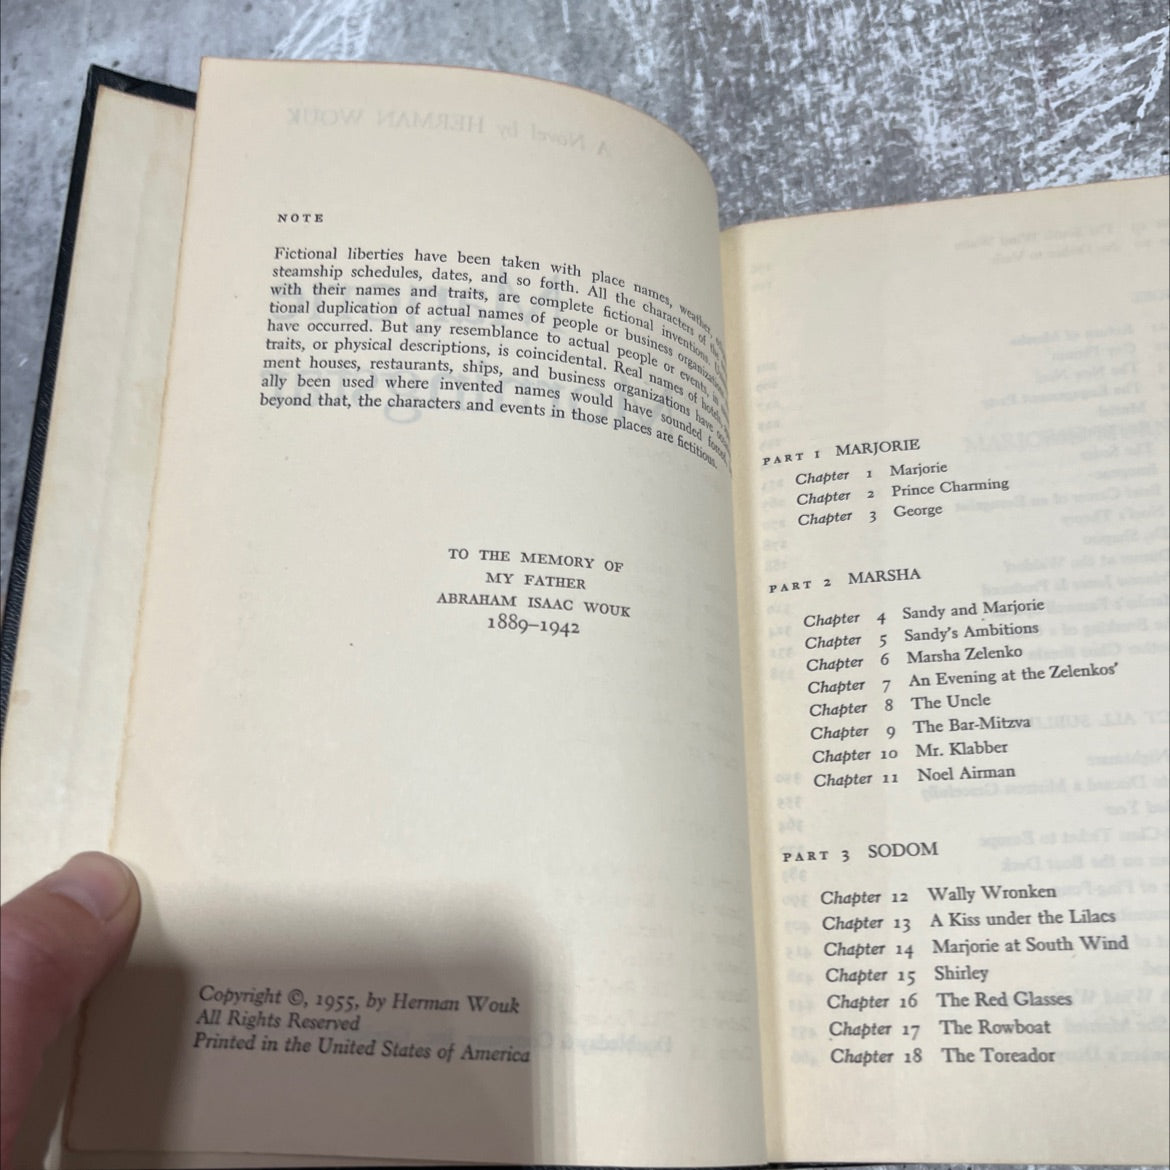 NOTE
Fictional liberties have been taken with place names, weather,
steamship schedules, dates, and so forth. All the characters of the
with their names and traits, are complete fictional inventions.
tional duplication of actual names of people or business organizations
have occurred. But any resemblance to actual people or events, in
traits, or physical descriptions, is coincidental. Real names of hotels,
ment houses, restaurants, ships, and business organizations have
ally been used where invented names would have sounded forced
beyond that, the characters and events in those places are fictitious.
TO THE MEMORY OF
MY FATHER
ABRAHAM ISAAC WOUK
1889–1942
Copyright ©, 1955, by Herman Wouk
All Rights Reserved
Printed in the United States of America
PART 1 MARJORIE
Chapter 1 Marjorie
Chapter 2 Prince Charming
Chapter 3 George
PART 2 MARSHA
Chapter 4 Sandy and Marjorie
Chapter 5 Sandy's Ambitions
Chapter 6 Marsha Zelenko
Chapter 7 An Evening at the Zelenkos'
Chapter 8 The Uncle
Chapter 9 The Bar-Mitzva
Chapter 10 Mr. Klabber
Chapter 11 Noel Airman
PART 3 SODOM
Chapter 12 Wally Wronken
Chapter 13 A Kiss under the Lilacs
Chapter 14 Marjorie at South Wind
Chapter 15 Shirley
Chapter 16 The Red Glasses
Chapter 17 The Rowboat
Chapter 18 The Toreador